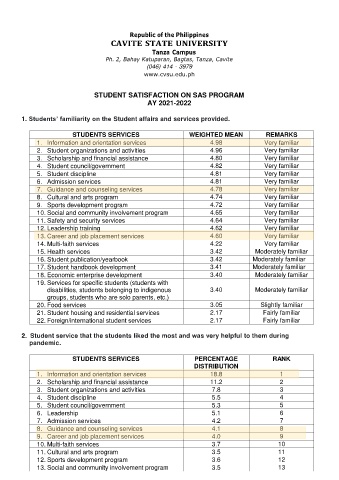 Republic of the Philippines
CAVITE STATE UNIVERSITY
Tanza Campus
Ph. 2, Bahay Katuparan, Bagtas, Tanza, Cavite
(046) 414 - 3979
www.cvsu.edu.ph
STUDENT SATISFACTION ON SAS PROGRAM
AY 2021-2022
1. Students' familiarity on the Student affairs and services provided.
STUDENTS SERVICES WEIGHTED MEAN REMARKS
1. Information and orientation services 4.98 Very familiar
2. Student organizations and activities 4.96 Very familiar
3. Scholarship and financial assistance 4.80 Very familiar
4. Student council/government 4.82 Very familiar
5. Student discipline 4.81 Very familiar
6. Admission services 4.81 Very familiar
7. Guidance and counseling services 4.78 Very familiar
8. Cultural and arts program 4.74 Very familiar
9. Sports development program 4.72 Very familiar
10. Social and community involvement program 4.65 Very familiar
11. Safety and security services 4.64 Very familiar
12. Leadership training 4.62 Very familiar
13. Career and job placement services 4.60 Very familiar
14. Multi-faith services 4.22 Very familiar
15. Health services 3.42 Moderately familiar
16. Student publication/yearbook 3.42 Moderately familiar
17. Student handbook development 3.41 Moderately familiar
18. Economic enterprise development 3.40 Moderately familiar
19. Services for specific students (students with
disabilities, students belonging to indigenous
groups, students who are solo parents, etc.) 3.40 Moderately familiar
20. Food services 3.05 Slightly familiar
21. Student housing and residential services 2.17 Fairly familiar
22. Foreign/International student services 2.17 Fairly familiar
2. Student service that the students liked the most and was very helpful to them during
pandemic.
STUDENTS SERVICES PERCENTAGE DISTRIBUTION RANK
1. Information and orientation services 18.8 1
2. Scholarship and financial assistance 11.2 2
3. Student organizations and activities 7.8 3
4. Student discipline 5.5 4
5. Student council/government 5.3 5
6. Leadership 5.1 6
7. Admission services 4.2 7
8. Guidance and counseling services 4.1 8
9. Career and job placement services 4.0 9
10. Multi-faith services 3.7 10
11. Cultural and arts program 3.5 11
12. Sports development program 3.6 12
13. Social and community involvement program 3.5 13